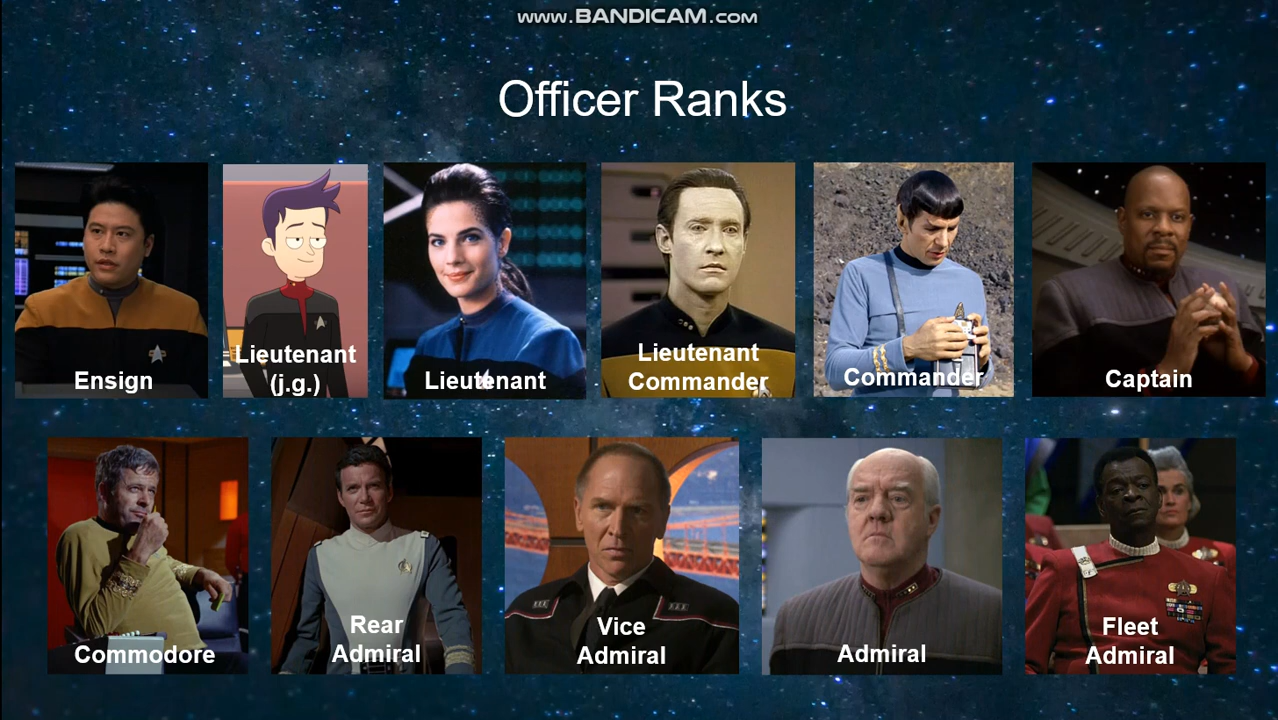 www.BANDICAM.com
Officer Ranks
Ensign
Lieutenant
(j.g.)
Lieutenant
Lieutenant
Commander
Commander
Captain
Commodore
Rear
Admiral
Vice
Admiral
Admiral
Fleet
Admiral